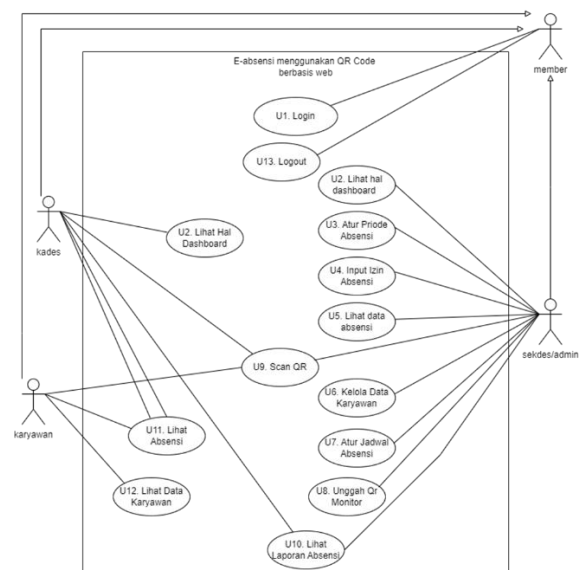 E-absensi menggunakan QR Code
berbasis web
member
U1. Login
U13. Logout
U2. Lihat hal
dashboard
U3. Atur Priode
Absensi
kades
U2. Lihat Hal
Dashboard
U4. Input Izin
Absensi
U5. Lihat data
absensi
sekdes/admin
U9. Scan QR
karyawan
U6. Kelola Data
Karyawan
U11. Lihat
Absensi
U7. Atur Jadwal
Absensi
U12. Lihat Data
Karyawan
U8. Unggah Qr
Monitor
U10. Lihat
Laporan Absensi